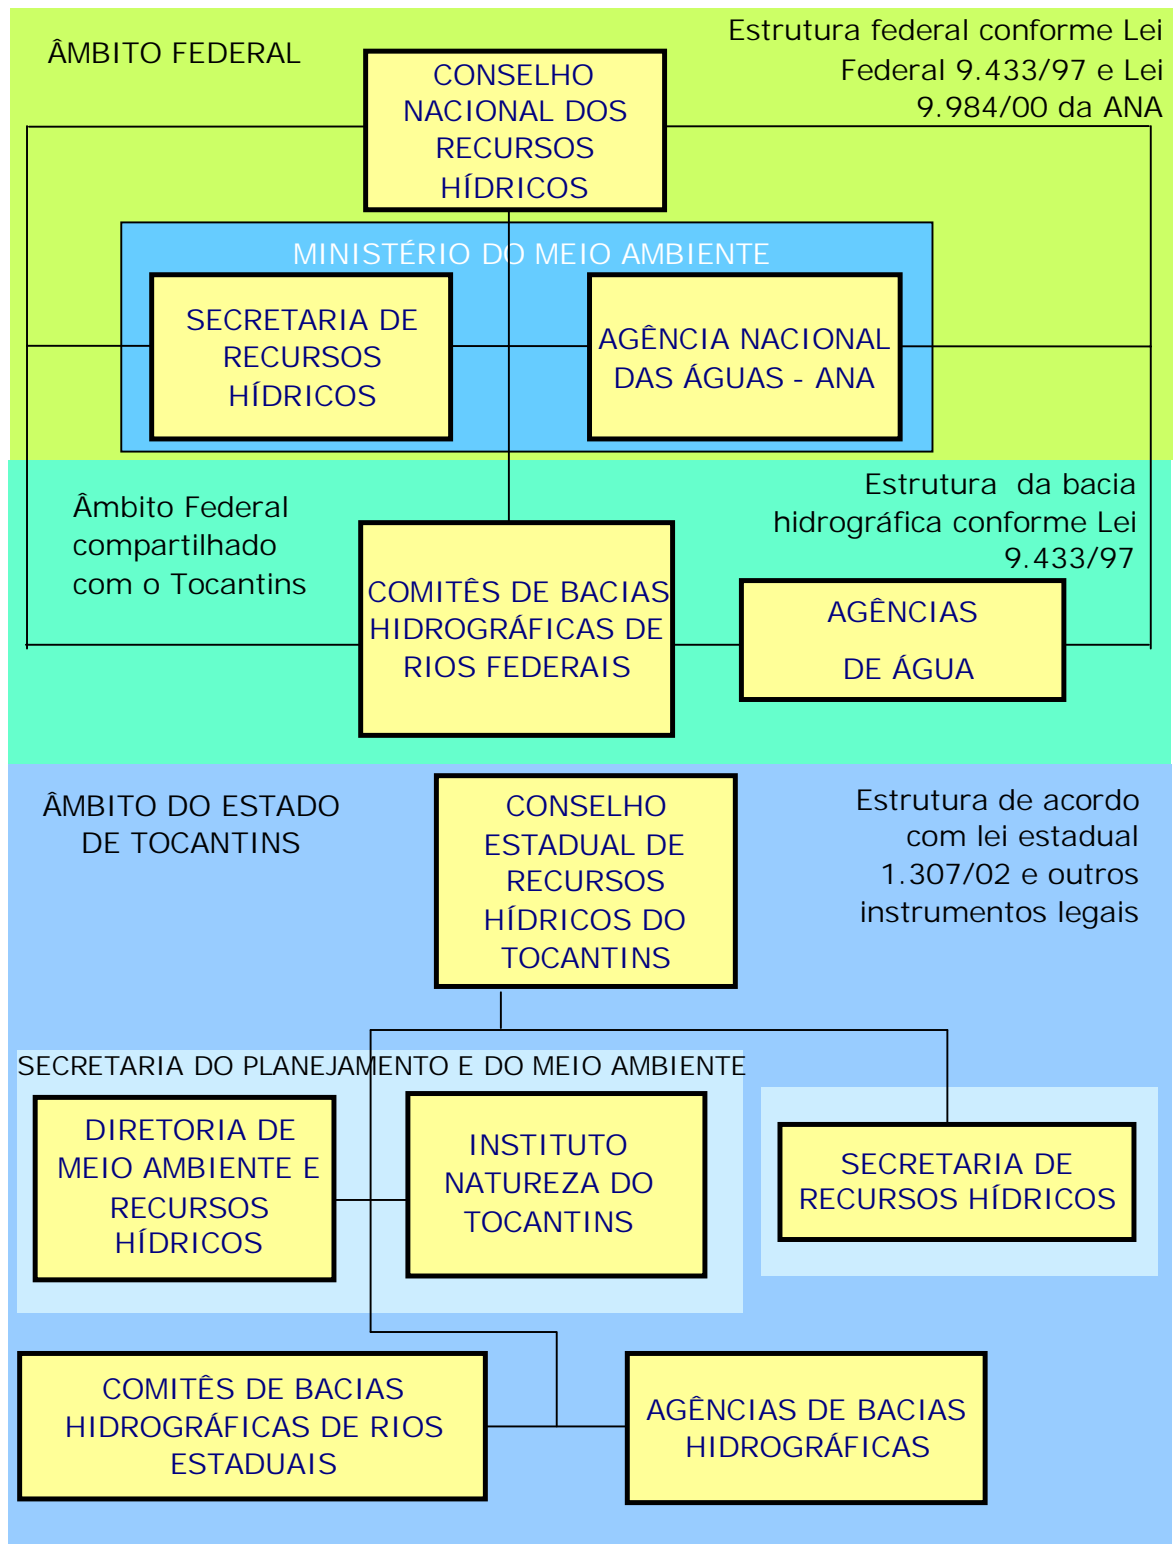 ÂMBITO FEDERAL
Estrutura federal conforme Lei
Federal 9.433/97 e Lei
9.984/00 da ANA
CONSELHO
NACIONAL DOS
RECURSOS
HÍDRICOS
MINISTÉRIO DO MEIO AMBIENTE
SECRETARIA DE
RECURSOS
HÍDRICOS
AGÊNCIA NACIONAL
DAS ÁGUAS - ANA
Âmbito Federal
compartilhado
com o Tocantins
Estrutura da bacia
hidrográfica conforme Lei
9.433/97
COMITÊS DE BACIAS
HIDROGRÁFICAS DE
RIOS FEDERAIS
AGÊNCIAS
DE ÁGUA
ÂMBITO DO ESTADO
DE TOCANTINS
CONSELHO
ESTADUAL DE
RECURSOS
HÍDRICOS DO
TOCANTINS
Estrutura de acordo
com lei estadual
1.307/02 e outros
instrumentos legais
SECRETARIA DO PLANEJAMENTO E DO MEIO AMBIENTE
DIRETORIA DE
MEIO AMBIENTE E
RECURSOS
HÍDRICOS
INSTITUTO
NATUREZA DO
TOCANTINS
SECRETARIA DE
RECURSOS HÍDRICOS
COMITÊS DE BACIAS
HIDROGRÁFICAS DE RIOS
ESTADUAIS
AGÊNCIAS DE BACIAS
HIDROGRÁFICAS